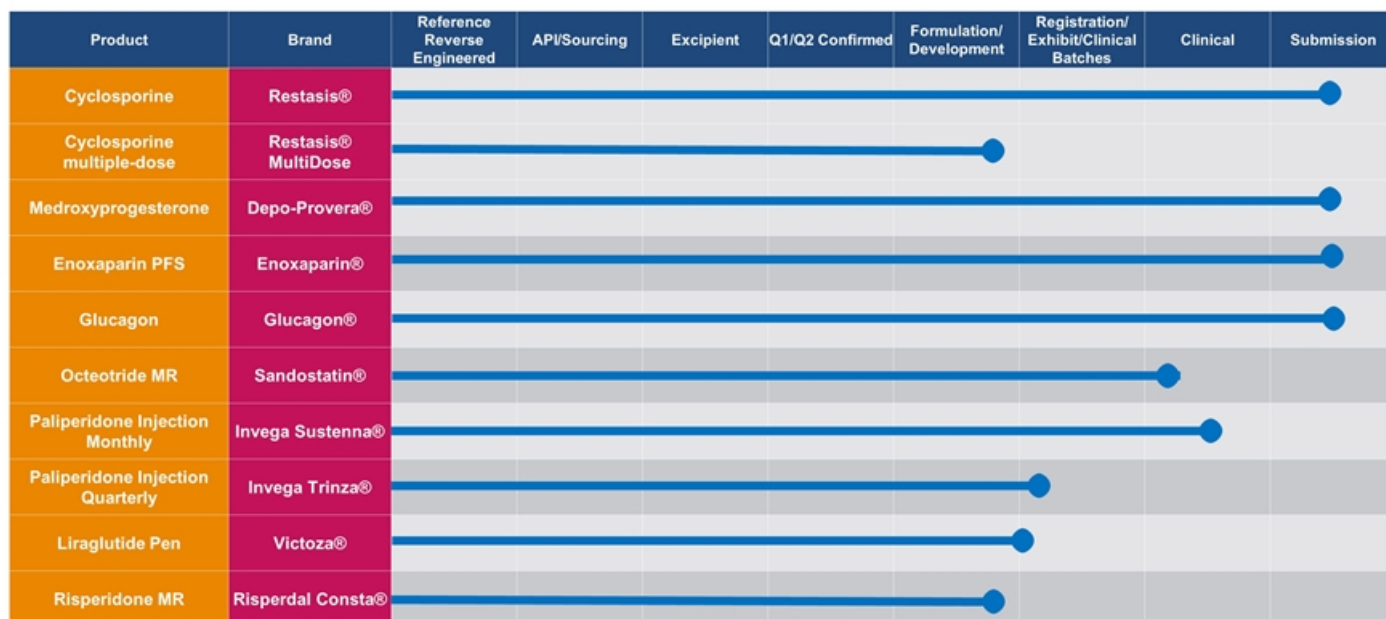 Product
Brand
Reference
Reverse
Engineered
API/Sourcing
Excipient
Q1/Q2 Confirmed
Formulation/
Development
Registration/
Exhibit/Clinical
Batches
Clinical
Submission
Cyclosporine
Restasis®
Cyclosporine
multiple-dose
Restasis®
MultiDose
Medroxyprogesterone
Depo-Provera®
Enoxaparin PFS
Enoxaparin®
Glucagon
Glucagon®
Octeotride MR
Sandostatin®
Paliperidone Injection
Monthly
Invega Sustenna®
Paliperidone Injection
Quarterly
Invega Trinza®
Liraglutide Pen
Victoza®
Risperidone MR
Risperdal Consta®